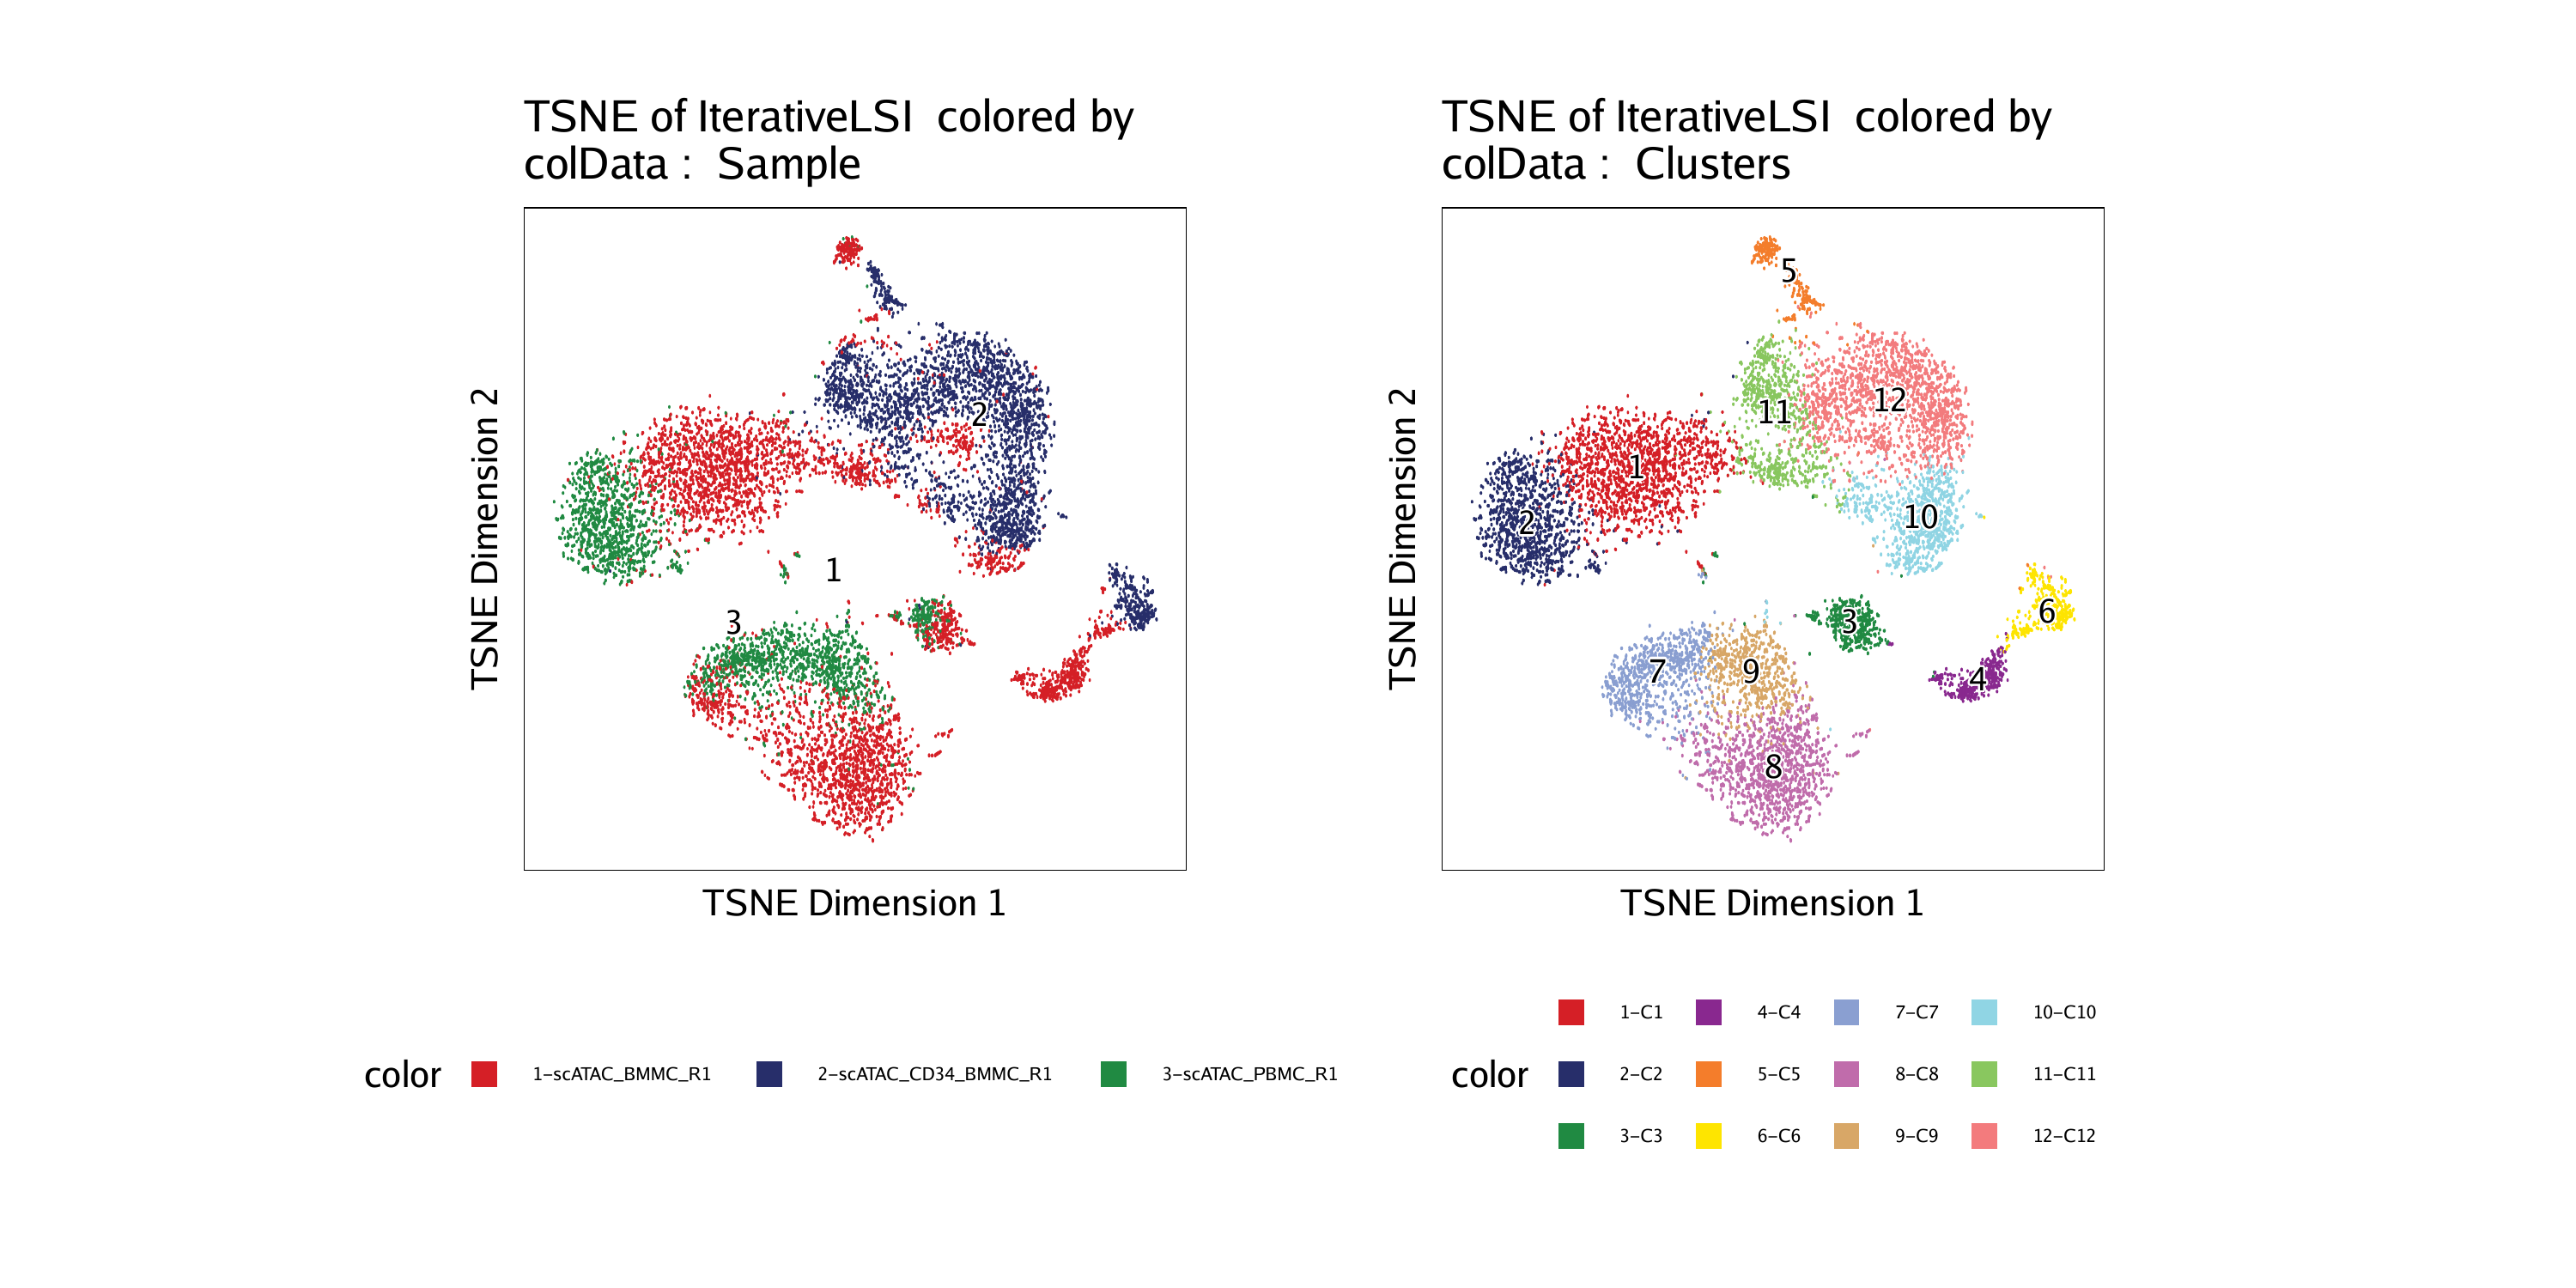 TSNE of IterativeLSI  colored by
colData :  Sample
TSNE Dimension 2
2
1
3
TSNE Dimension 1
color
1-scATAC_BMMC_R1
2-scATAC_CD34_BMMC_R1
3-scATAC_PBMC_R1
TSNE of IterativeLSI  colored by
colData :  Clusters
TSNE Dimension 2
5
12
11
1
10
2
6
3
7
9
4
8
TSNE Dimension 1
color
1-C1
4-C4
7-C7
10-C10
2-C2
5-C5
8-C8
11-C11
3-C3
6-C6
9-C9
12-C12